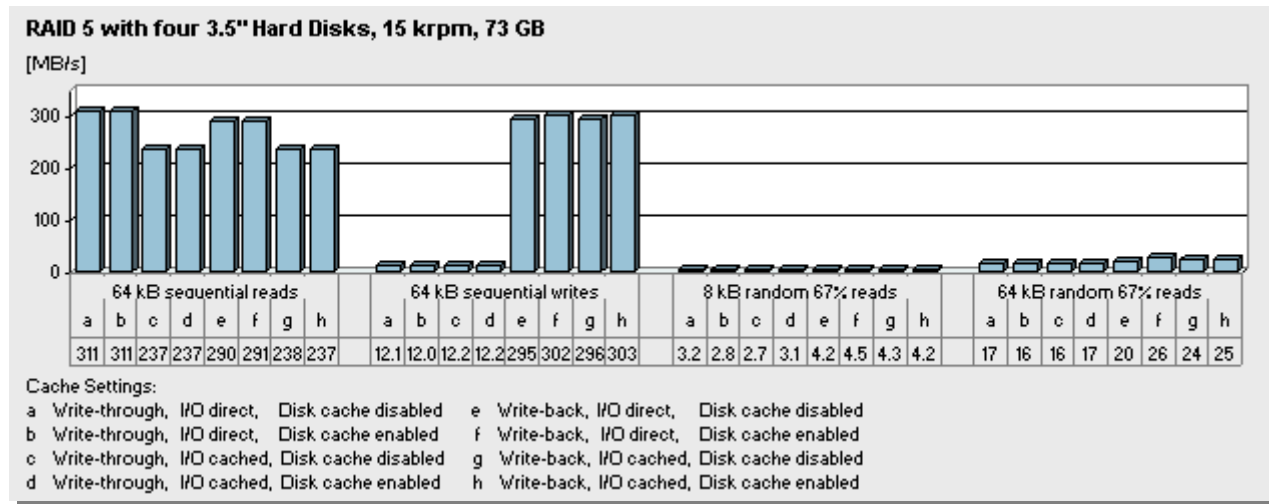 RAID 5 with four 3.5" Hard Disks, 15 krpm, 73 GB
[MB/s]
300
200
100
0
64 kB sequential reads 64 kB sequential writes 8 kB random 67% reads 64 kB random 67% reads
a b c d e f g h a b c d e f g h a b c d e f g h a b c d e f g h
311 311 237 237 290 291 238 237 12.1 12.0 12.2 12.2 295 302 296 303 3.2 2.8 2.7 3.1 4.2 4.5 4.3 4.2 17 16 16 17 20 26 24 25
Cache Settings:
a Write-through, I/O direct, Disk cache disabled e Write-back, I/O direct, Disk cache disabled
b Write-through, I/O direct, Disk cache enabled f Write-back, I/O direct, Disk cache enabled
c Write-through, I/O cached, Disk cache disabled g Write-back, I/O cached, Disk cache disabled
d Write-through, I/O cached, Disk cache enabled h Write-back, I/O cached, Disk cache enabled